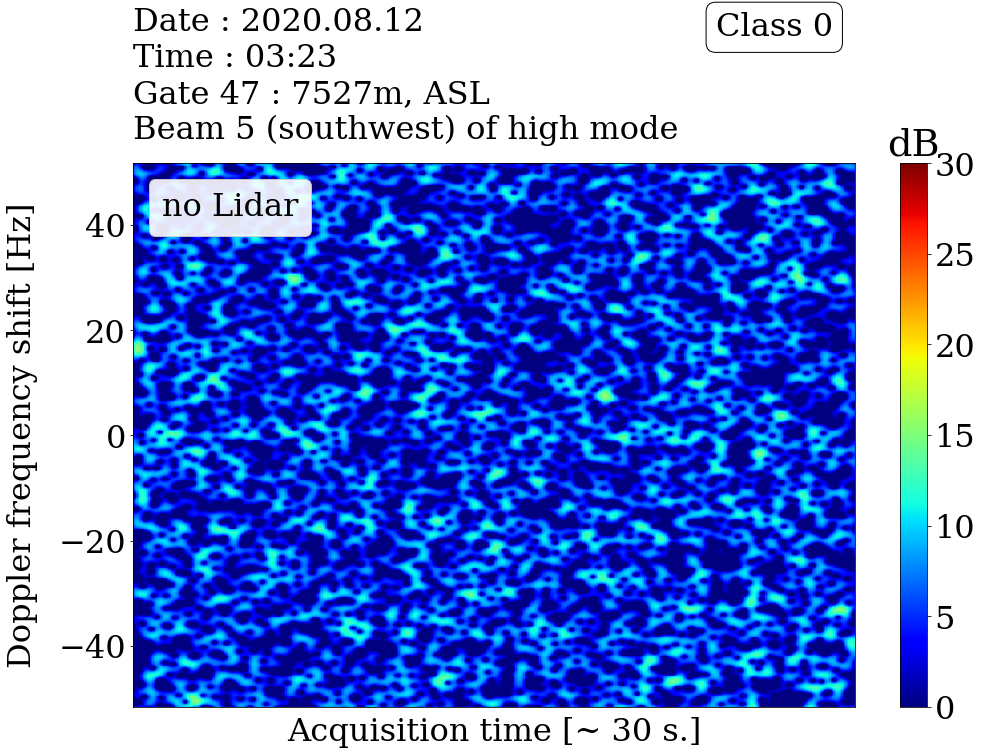 Date : 2020.08.12
Time : 03:23
Gate 47 : 7527m, ASL
Beam 5 (southwest) of high mode
Class 0
dB
no Lidar
Doppler frequency shift [Hz]
40
20
0
−20
−40
30
25
20
15
10
5
0
Acquisition time [~ 30 s.]